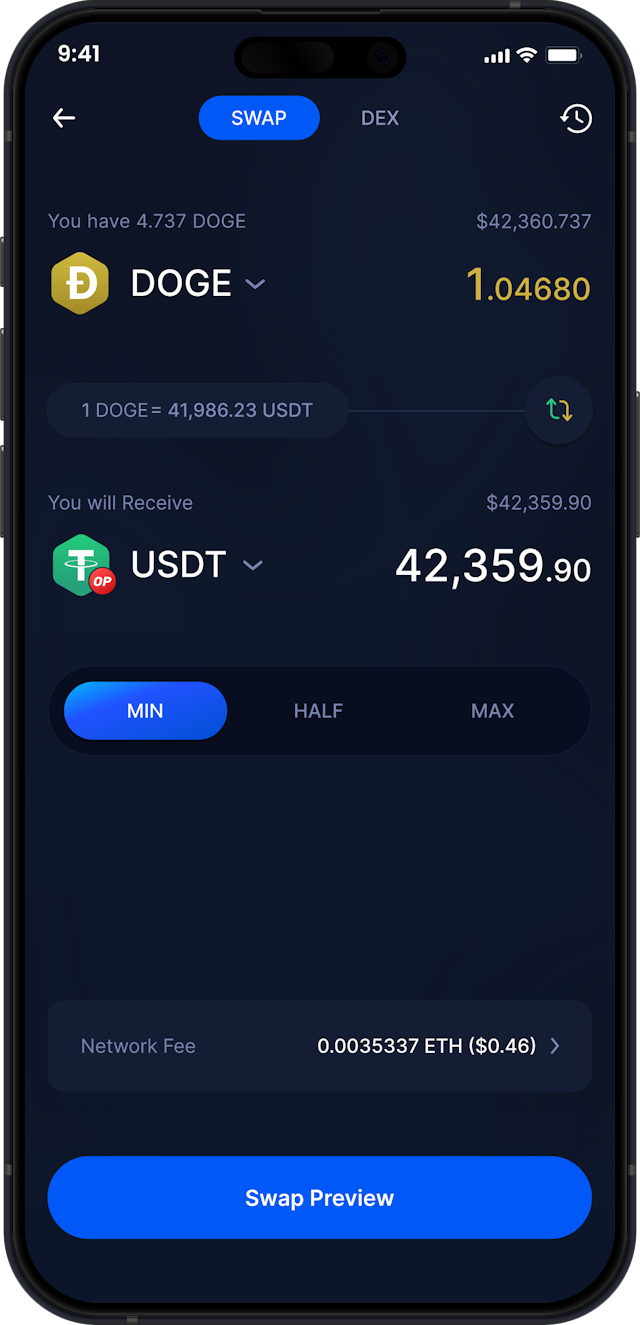 9:41
SWAP DEX
You have 4.737 DOGE $42,360.737
DOGE 1.04680
1 DOGE= 41,986.23 USDT
You will Receive $42,359.90
USDT 42,359.90
OP
MIN HALF MAX
Network Fee 0.0035337 ETH ($0.46)
Swap Preview